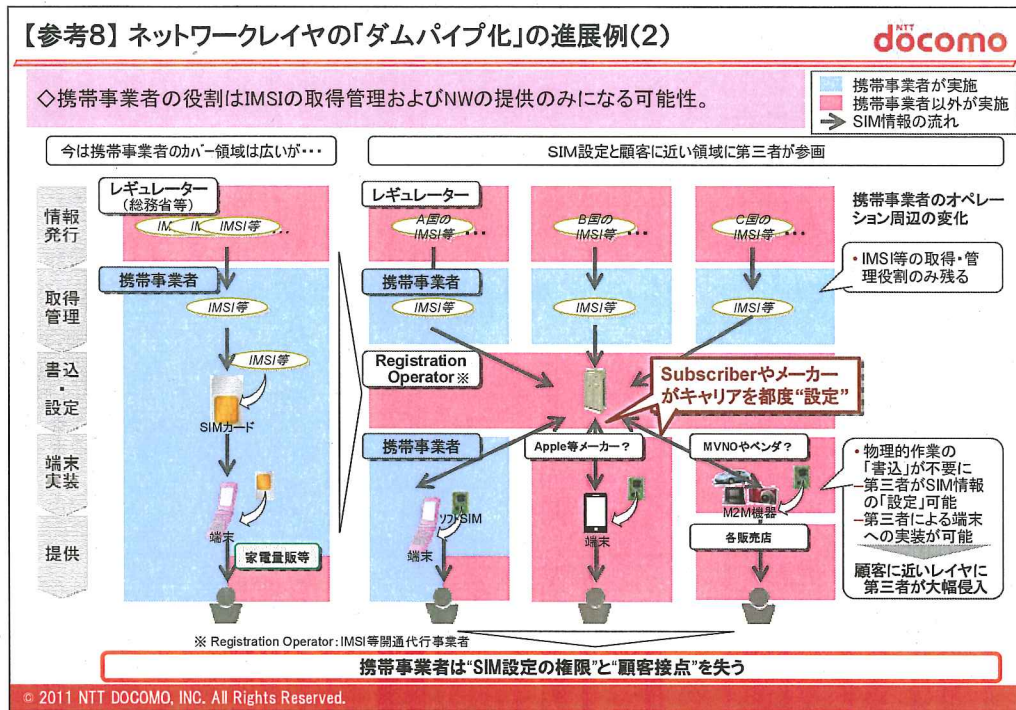 【参考8】 ネットワークレイヤの「ダムパイプ化」の進展例(2)
NTT
docomo
◇携帯事業者の役割はIMSIの取得管理およびNWの提供のみになる可能性。
携帯事業者が実施
携帯事業者以外が実施
SIM情報の流れ
今は携帯事業者のカバー領域は広いが・・・
SIM設定と顧客に近い領域に第三者が参画
情報
発行
取得
管理
書込
・
設定
端末
実装
提供
レギュレーター
(総務省等)
IMSI等
…
携帯事業者
IMSI等
IMSI等
SIMカード
端末
家電量販等
レギュレーター
A国の
IMSI等
…
B国の
IMSI等
…
C国の
IMSI等
…
携帯事業者
IMSI等
IMSI等
IMSI等
Registration
Operator※
Subscriberやメーカー
がキャリアを都度“設定”
携帯事業者
Apple等メーカー?
MVNOやベンダ?
ソフトSIM
端末
端末
M2M機器
各販売店
携帯事業者のオペレー
ション周辺の変化
・IMSI等の取得・管
理役割のみ残る
・物理的作業の
「書込」が不要に
–第三者がSIM情報
の「設定」可能
–第三者による端末
への実装が可能
顧客に近いレイヤに
第三者が大幅侵入
※ Registration Operator:IMSI等開通代行事業者
携帯事業者は“SIM設定の権限”と“顧客接点”を失う
© 2011 NTT DOCOMO, INC. All Rights Reserved.